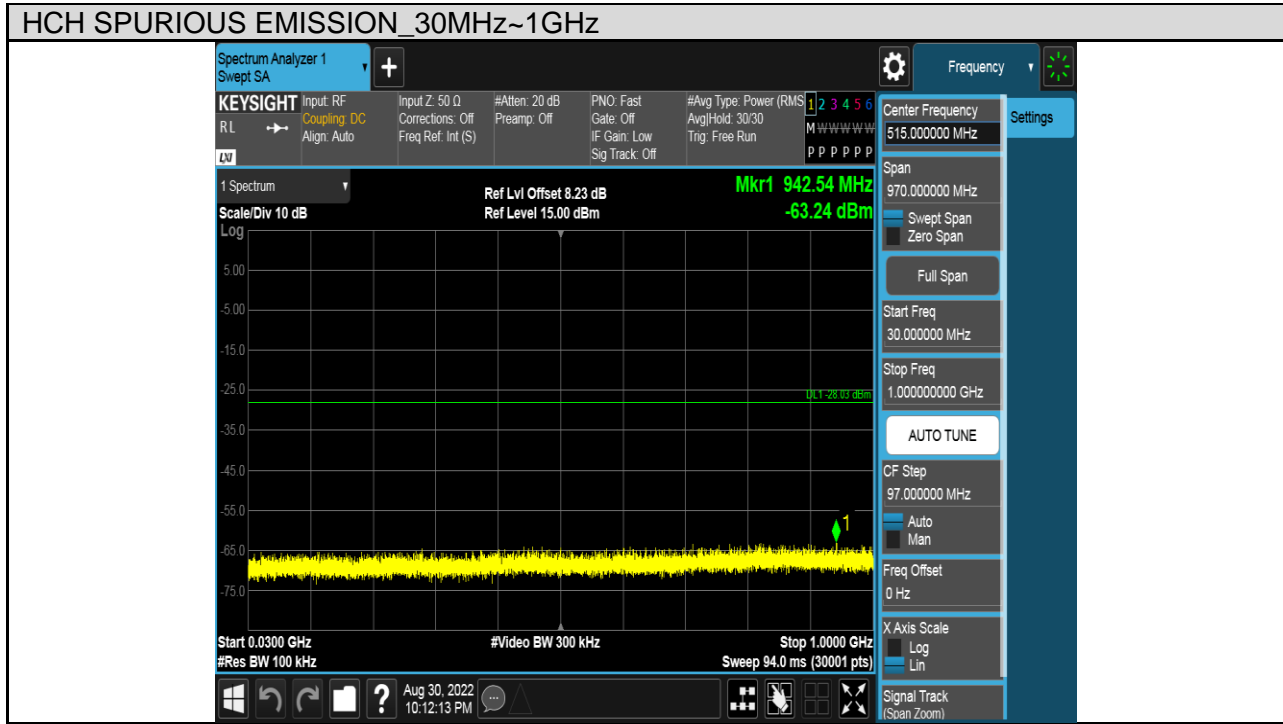 HCH SPURIOUS EMISSION_30MHz~1GHz
Spectrum Analyzer 1
Swept SA
+
Frequency
KEYSIGHT
RL
LXI
Input: RF
Coupling: DC
Align: Auto
Input Z: 50 Ω
Corrections: Off
Freq Ref: Int (S)
#Atten: 20 dB
Preamp: Off
PNO: Fast
Gate: Off
IF Gain: Low
Sig Track: Off
#Avg Type: Power (RMS
Avg|Hold: 30/30
Trig: Free Run
1 2 3 4 5 6
M W W W W W
P P P P P P
1 Spectrum
Scale/Div 10 dB
Ref Lvl Offset 8.23 dB
Ref Level 15.00 dBm
Mkr1 942.54 MHz
-63.24 dBm
Log
5.00
-5.00
-15.0
-25.0
DL1 -28.03 dBm
-35.0
-45.0
-55.0
1
-65.0
-75.0
Start 0.0300 GHz
#Video BW 300 kHz
Stop 1.0000 GHz
#Res BW 100 kHz
Sweep 94.0 ms (30001 pts)
?
Aug 30, 2022
10:12:13 PM
Center Frequency
515.000000 MHz
Settings
Span
970.000000 MHz
Swept Span
Zero Span
Full Span
Start Freq
30.000000 MHz
Stop Freq
1.000000000 GHz
AUTO TUNE
CF Step
97.000000 MHz
Auto
Man
Freq Offset
0 Hz
X Axis Scale
Log
Lin
Signal Track
(Span Zoom)